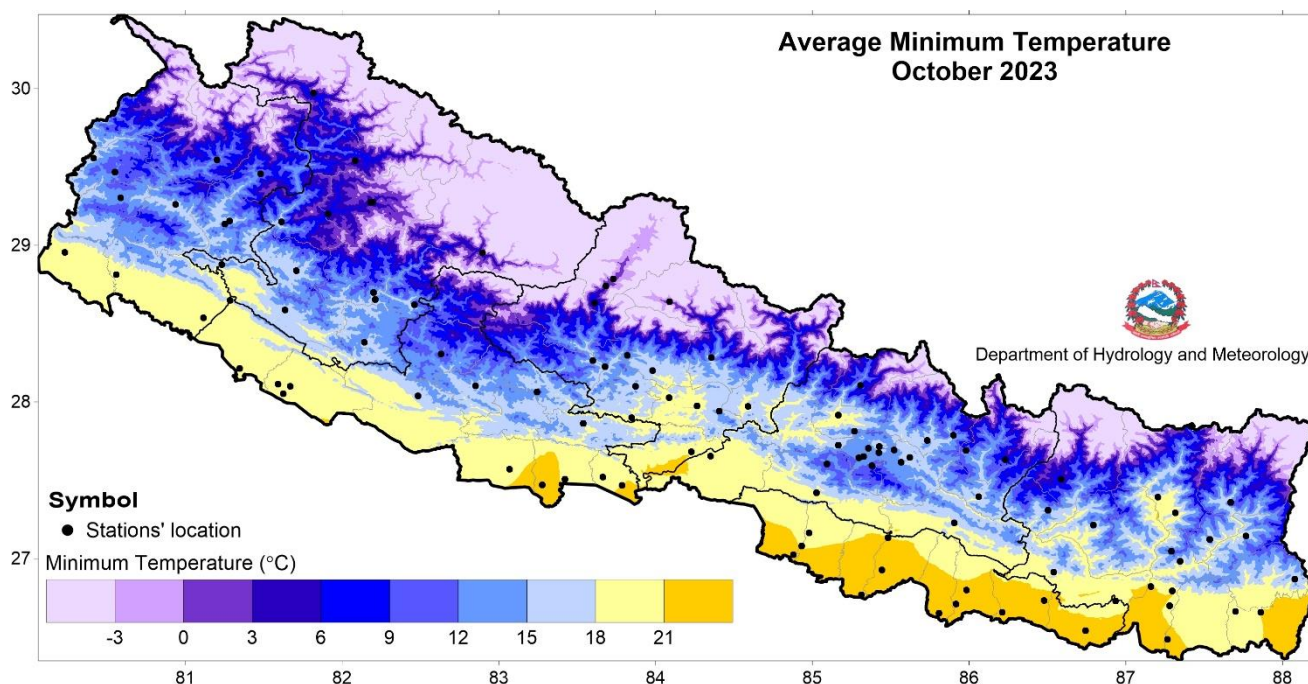 Average Minimum Temperature
October 2023
30
29
Department of Hydrology and Meteorology
28
Symbol
Stations' location
27
Minimum Temperature (°C)
-3 0 3 6 9 12 15 18 21
81 82 83 84 85 86 87 88